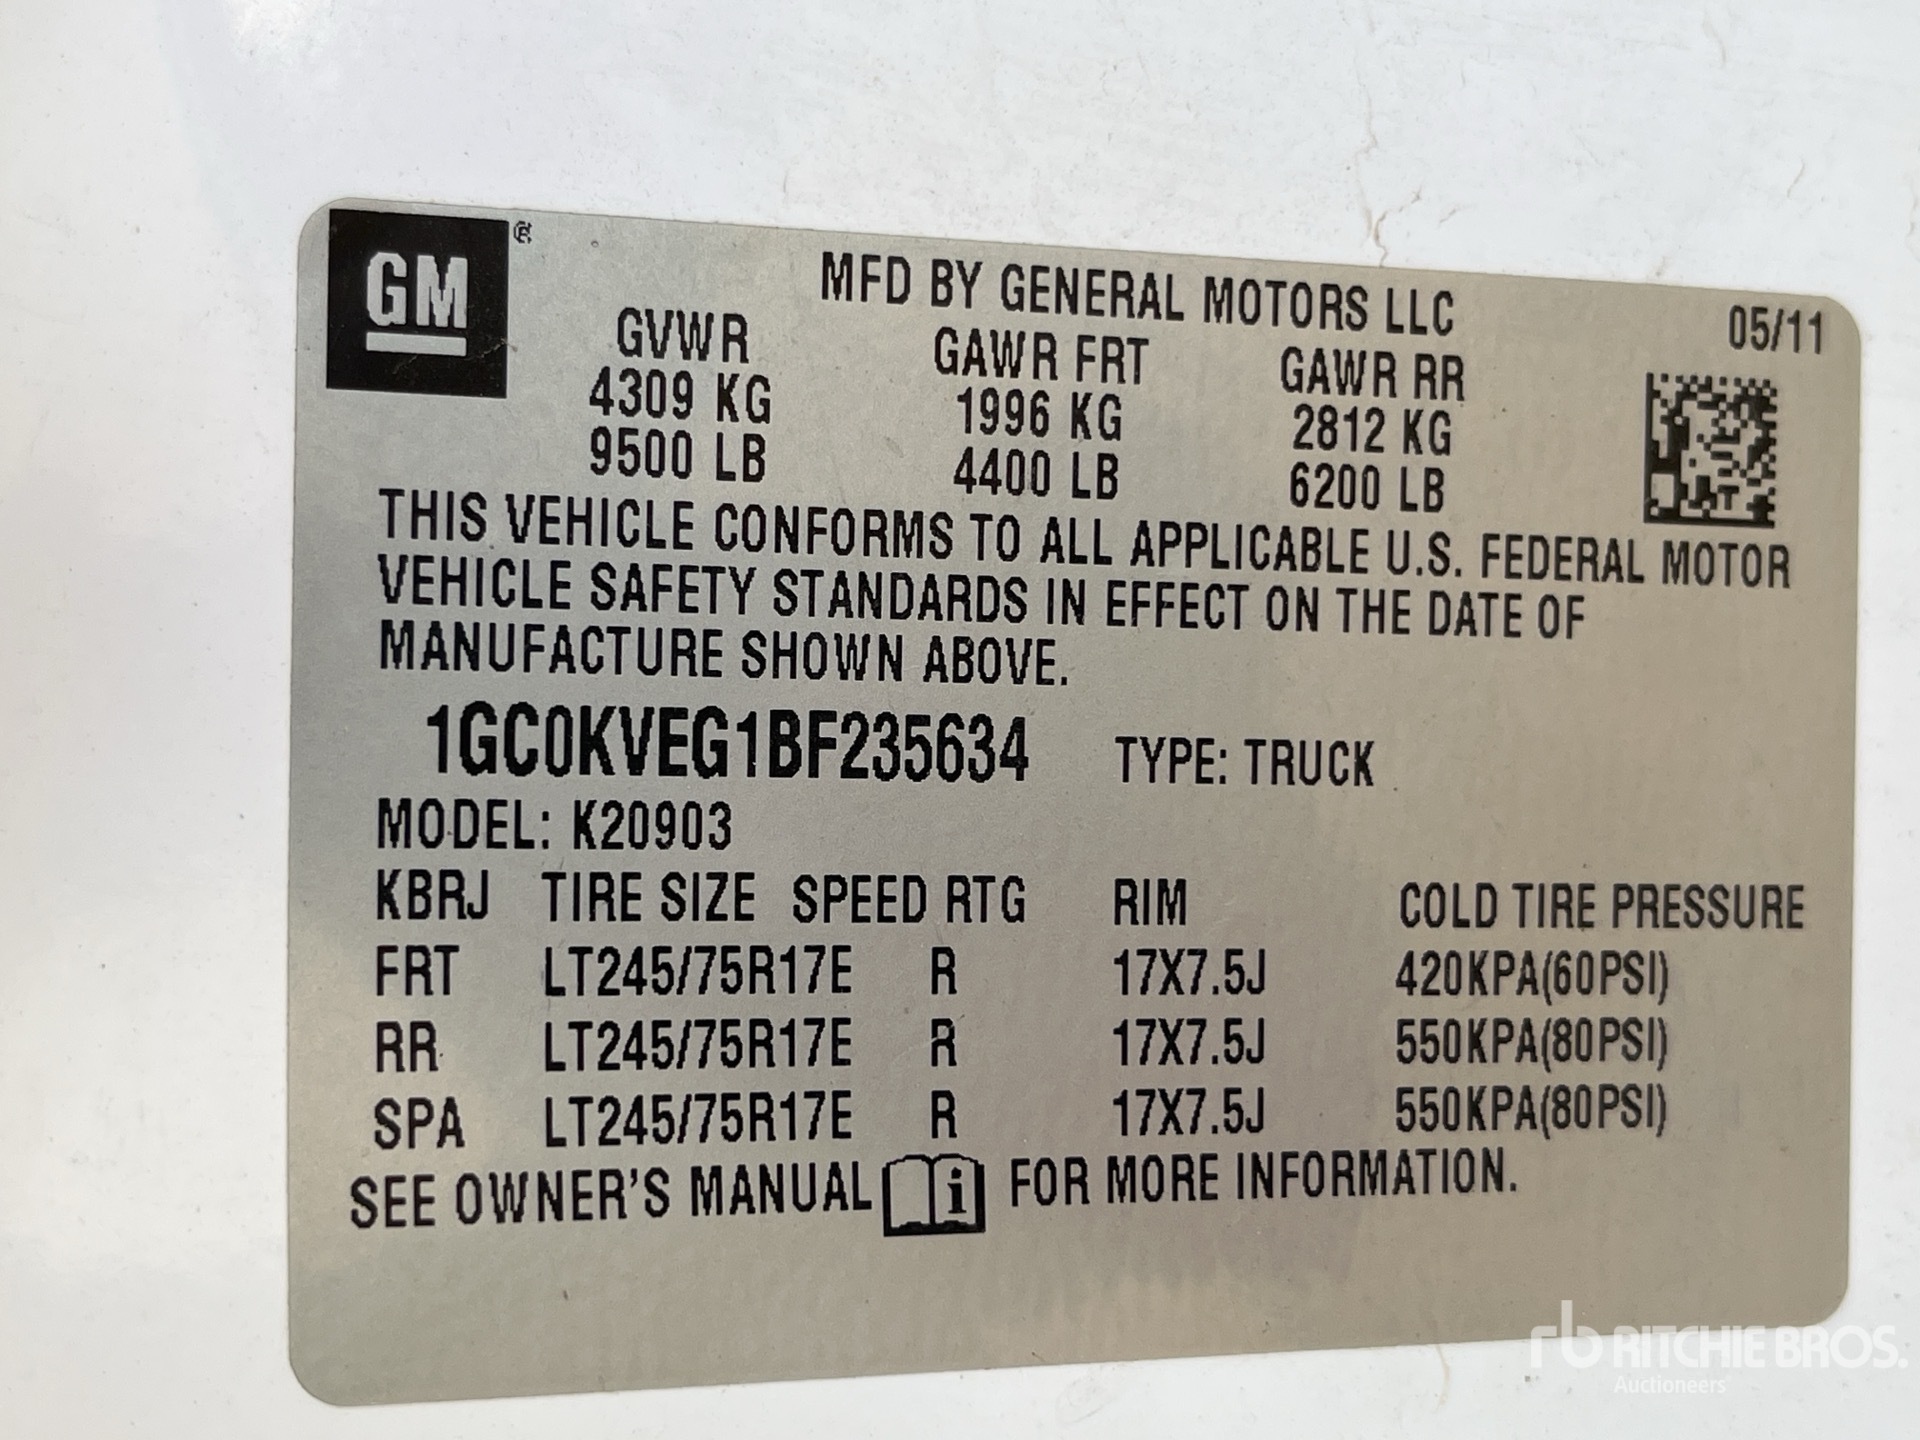 GM®
MFD BY GENERAL MOTORS LLC 05/11
GVWR GAWR FRT GAWR RR
4309 KG 1996 KG 2812 KG
9500 LB 4400 LB 6200 LB
THIS VEHICLE CONFORMS TO ALL APPLICABLE U.S. FEDERAL MOTOR
VEHICLE SAFETY STANDARDS IN EFFECT ON THE DATE OF
MANUFACTURE SHOWN ABOVE.
1GC0KVEG1BF235634 TYPE: TRUCK
MODEL: K20903
KBRJ TIRE SIZE SPEED RTG RIM COLD TIRE PRESSURE
FRT LT245/75R17E R 17X7.5J 420KPA(60PSI)
RR LT245/75R17E R 17X7.5J 550KPA(80PSI)
SPA LT245/75R17E R 17X7.5J 550KPA(80PSI)
SEE OWNER'S MANUAL i FOR MORE INFORMATION.
rb RITCHIE BROS.
Auctioneers